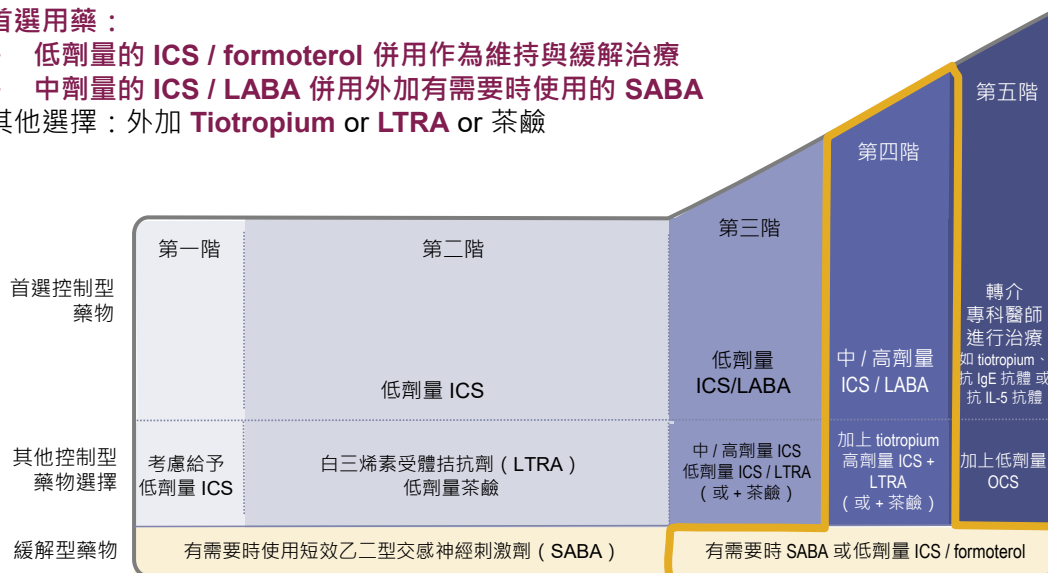 首選用藥：
低劑量的 ICS / formoterol 併用作為維持與緩解治療
中劑量的 ICS / LABA 併用外加有需要時使用的 SABA
其他選擇：外加 Tiotropium or LTRA or 茶鹼
第五階
第四階
第三階
第一階
第二階
首選控制型
藥物
低劑量 ICS
低劑量
ICS/LABA
中 / 高劑量
ICS / LABA
轉介
專科醫師
進行治療
如 tiotropium、
抗 IgE 抗體 或
抗 IL-5 抗體
其他控制型
藥物選擇
考慮給予
低劑量 ICS
白三烯素受體拮抗劑（LTRA）
低劑量茶鹼
中 / 高劑量 ICS
低劑量 ICS / LTRA
（或 + 茶鹼）
加上 tiotropium
高劑量 ICS +
LTRA
（或 + 茶鹼）
加上低劑量
OCS
緩解型藥物
有需要時使用短效乙二型交感神經刺激劑（SABA）
有需要時 SABA 或低劑量 ICS / formoterol